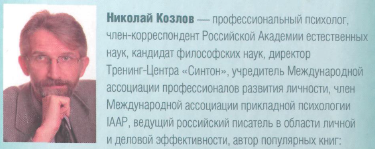 Николай Козлов — профессиональный психолог,
член-корреспондент Российской Академии естественных
наук, кандидат философских наук, директор
Тренинг-Центра «Синтон», учредитель Международной
ассоциации профессионалов развития личности, член
Международной ассоциации прикладной психологии
IAAP, ведущий российский писатель в области личной
и деловой эффективности, автор популярных книг: